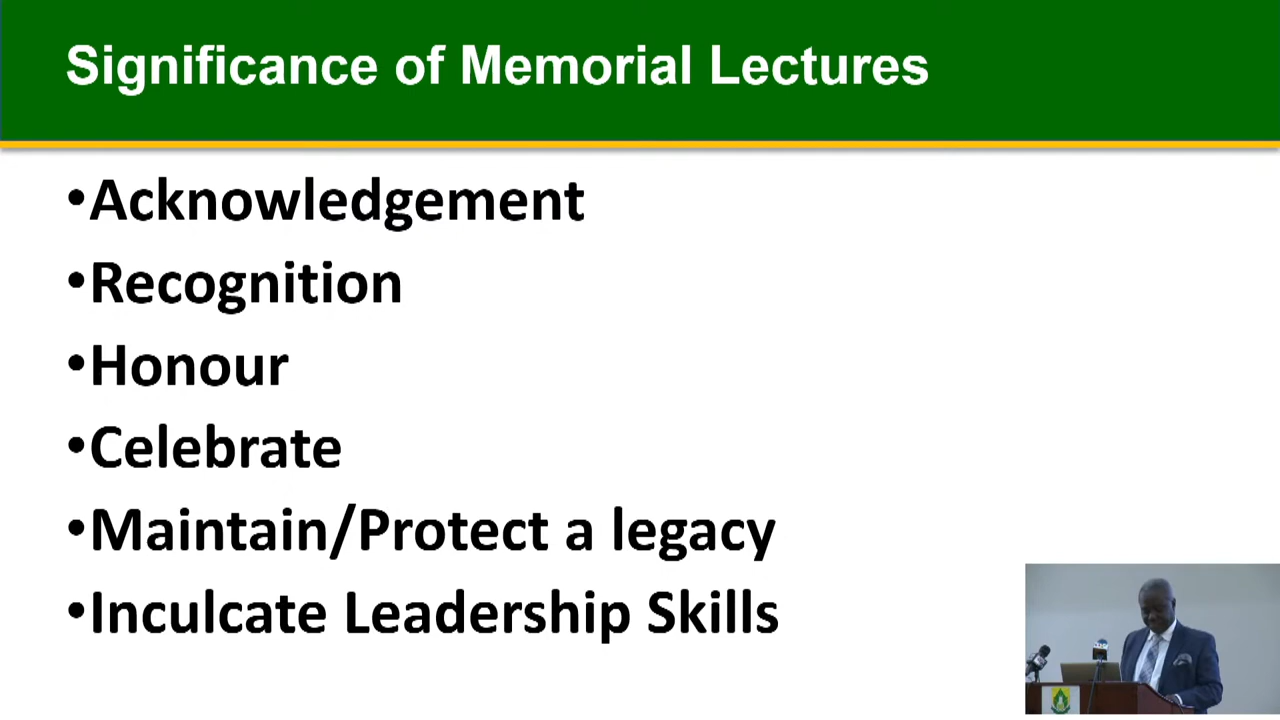 Significance of Memorial Lectures
•Acknowledgement
•Recognition
•Honour
•Celebrate
•Maintain/Protect a legacy
•Inculcate Leadership Skills